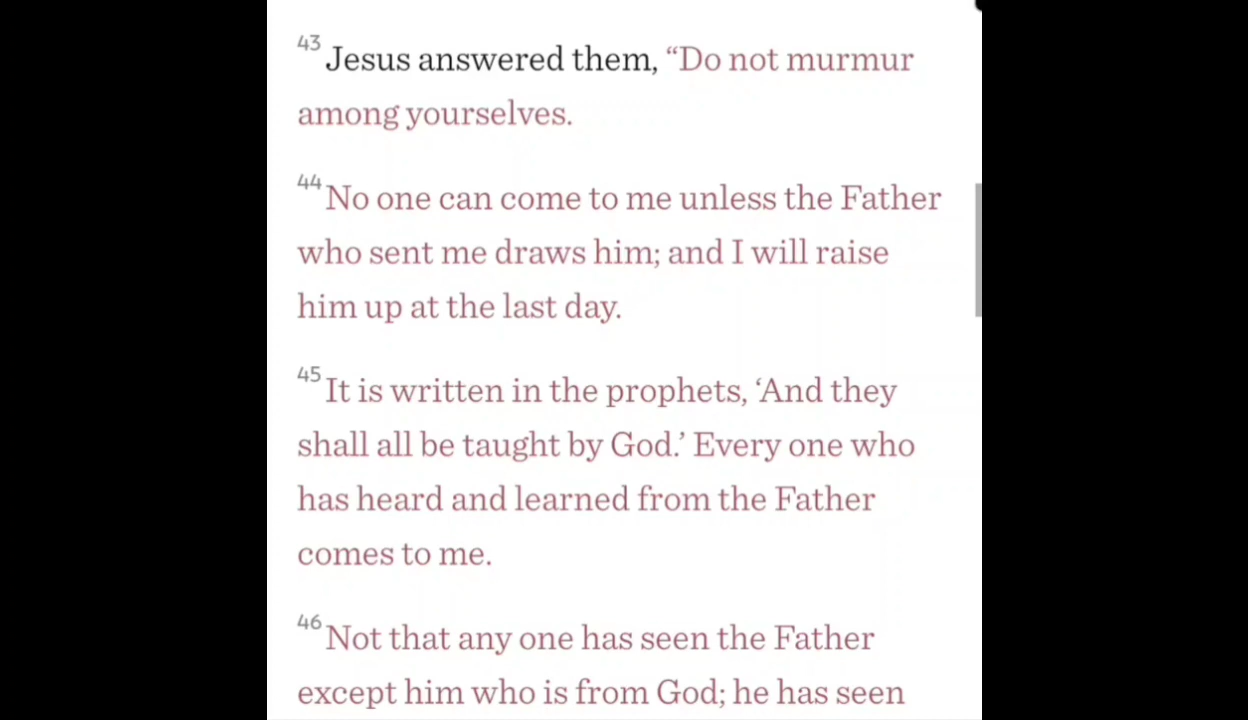 43 Jesus answered them, “Do not murmur
among yourselves.
44 No one can come to me unless the Father
who sent me draws him; and I will raise
him up at the last day.
45 It is written in the prophets, ‘And they
shall all be taught by God.’ Every one who
has heard and learned from the Father
comes to me.
46 Not that any one has seen the Father
except him who is from God; he has seen